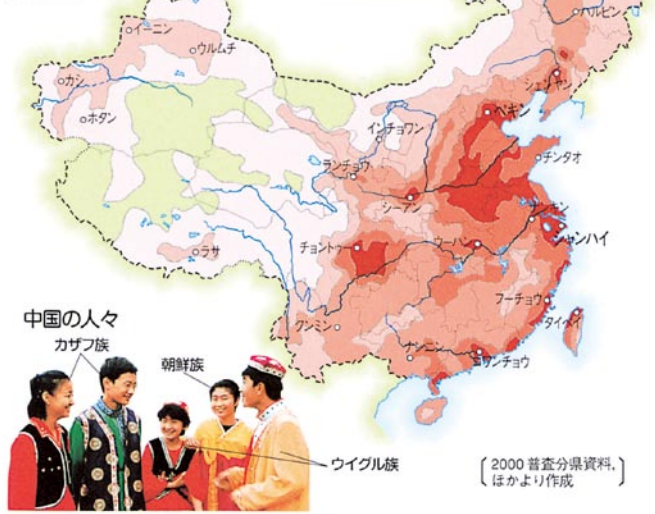 ハルビン
イーニン
ウルムチ
シェンヤン
カシ
ペキン
ホタン
インチョワン
チンタオ
ランチョウ
シーアン
ナンキン
シャンハイ
チョントゥー
ウーハン
ラサ
フーチョウ
タイペイ
クンミン
ナンニン
コワンチョウ
中国の人々
カザフ族
朝鮮族
ウイグル族
2000 普査分県資料,
ほかより作成